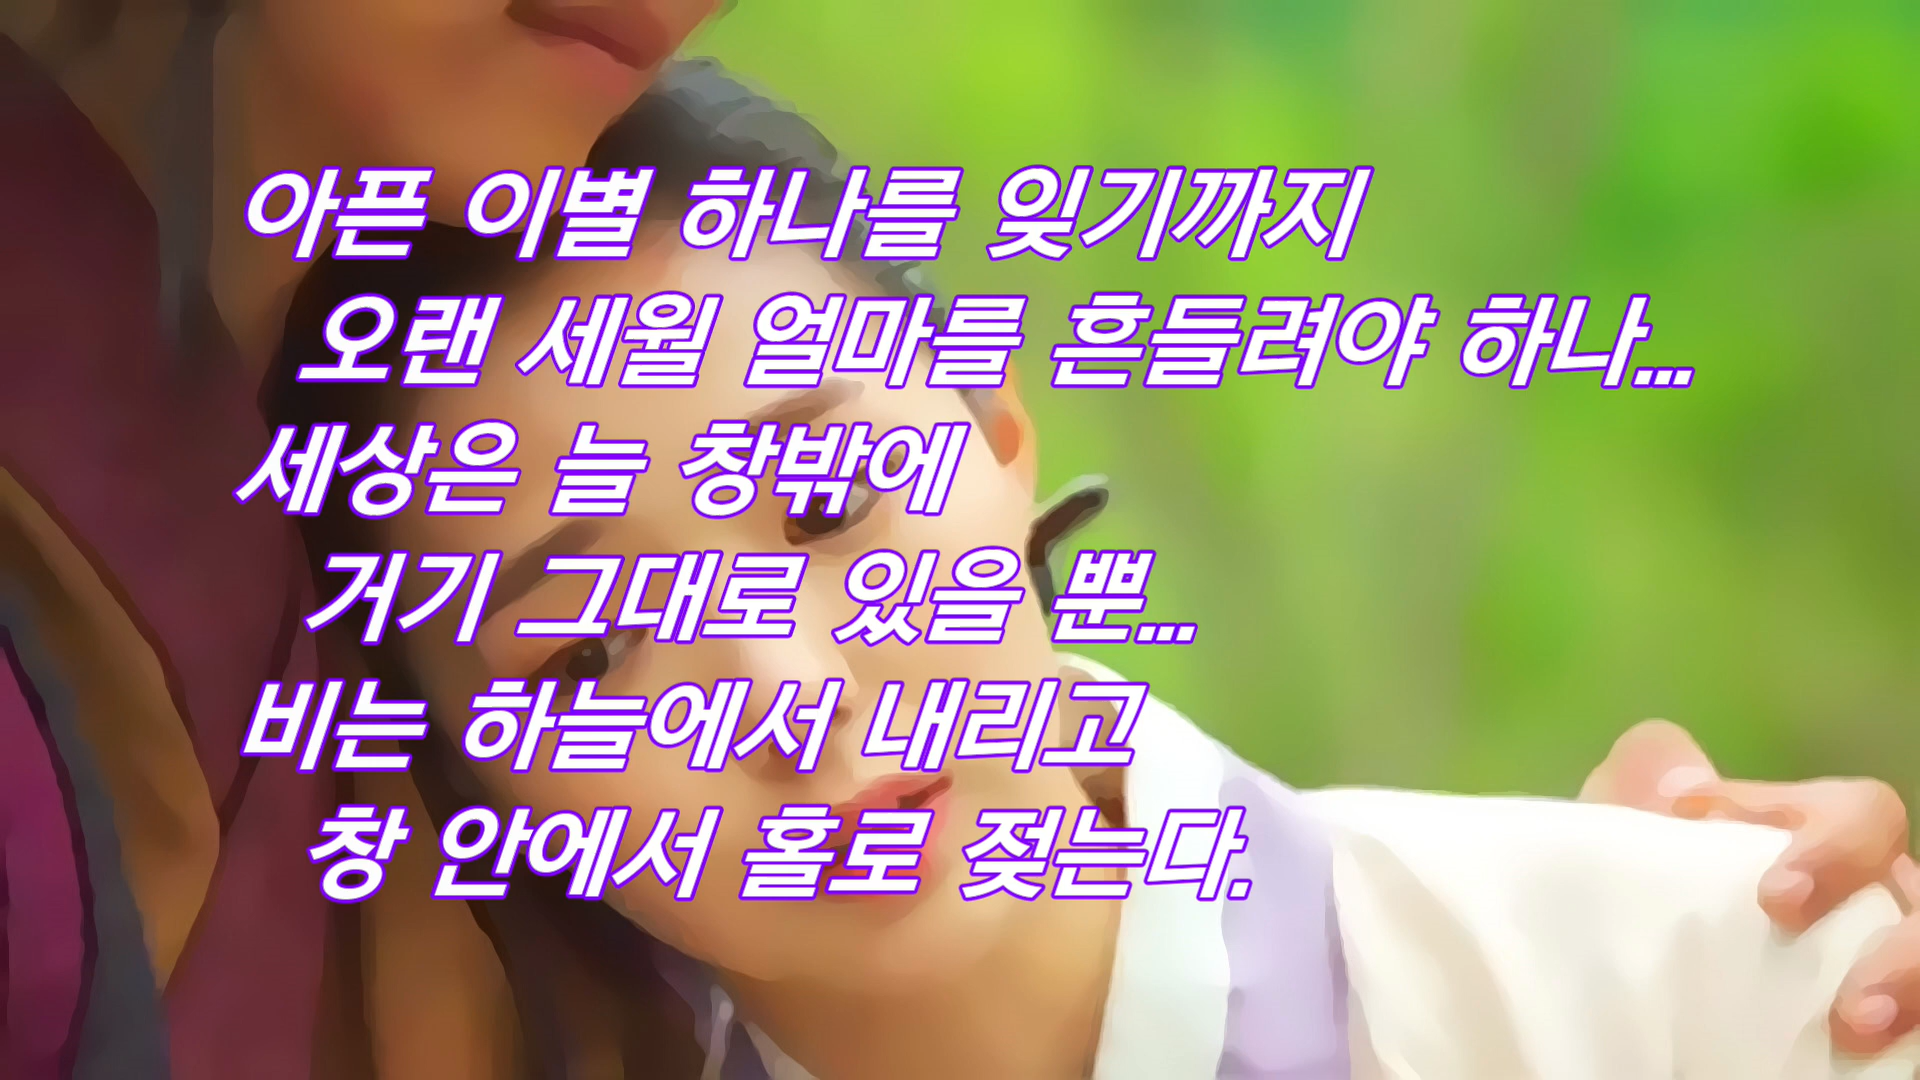 아픈 이별 하나를 잊기까지
오랜 세월 얼마를 흔들려야 하나...
세상은 늘 창밖에
거기 그대로 있을 뿐...
비는 하늘에서 내리고
창 안에서 홀로 젖는다.